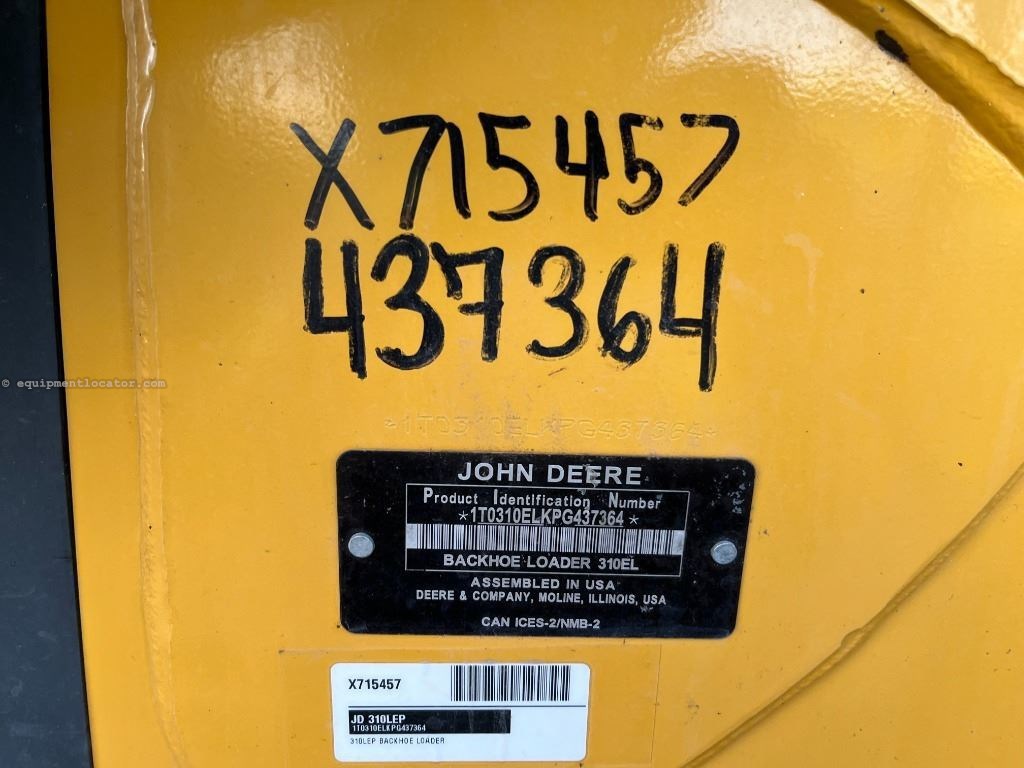 X715457
437364
© equipmentlocator.com
*1T0310ELKPG437364*
JOHN DEERE
Product Identification Number
*1T0310ELKPG437364*
BACKHOE LOADER 310EL
ASSEMBLED IN USA
DEERE & COMPANY, MOLINE, ILLINOIS, USA
CAN ICES-2/NMB-2
X715457
JD 310LEP
1T0310ELKPG437364
310LEP BACKHOE LOADER